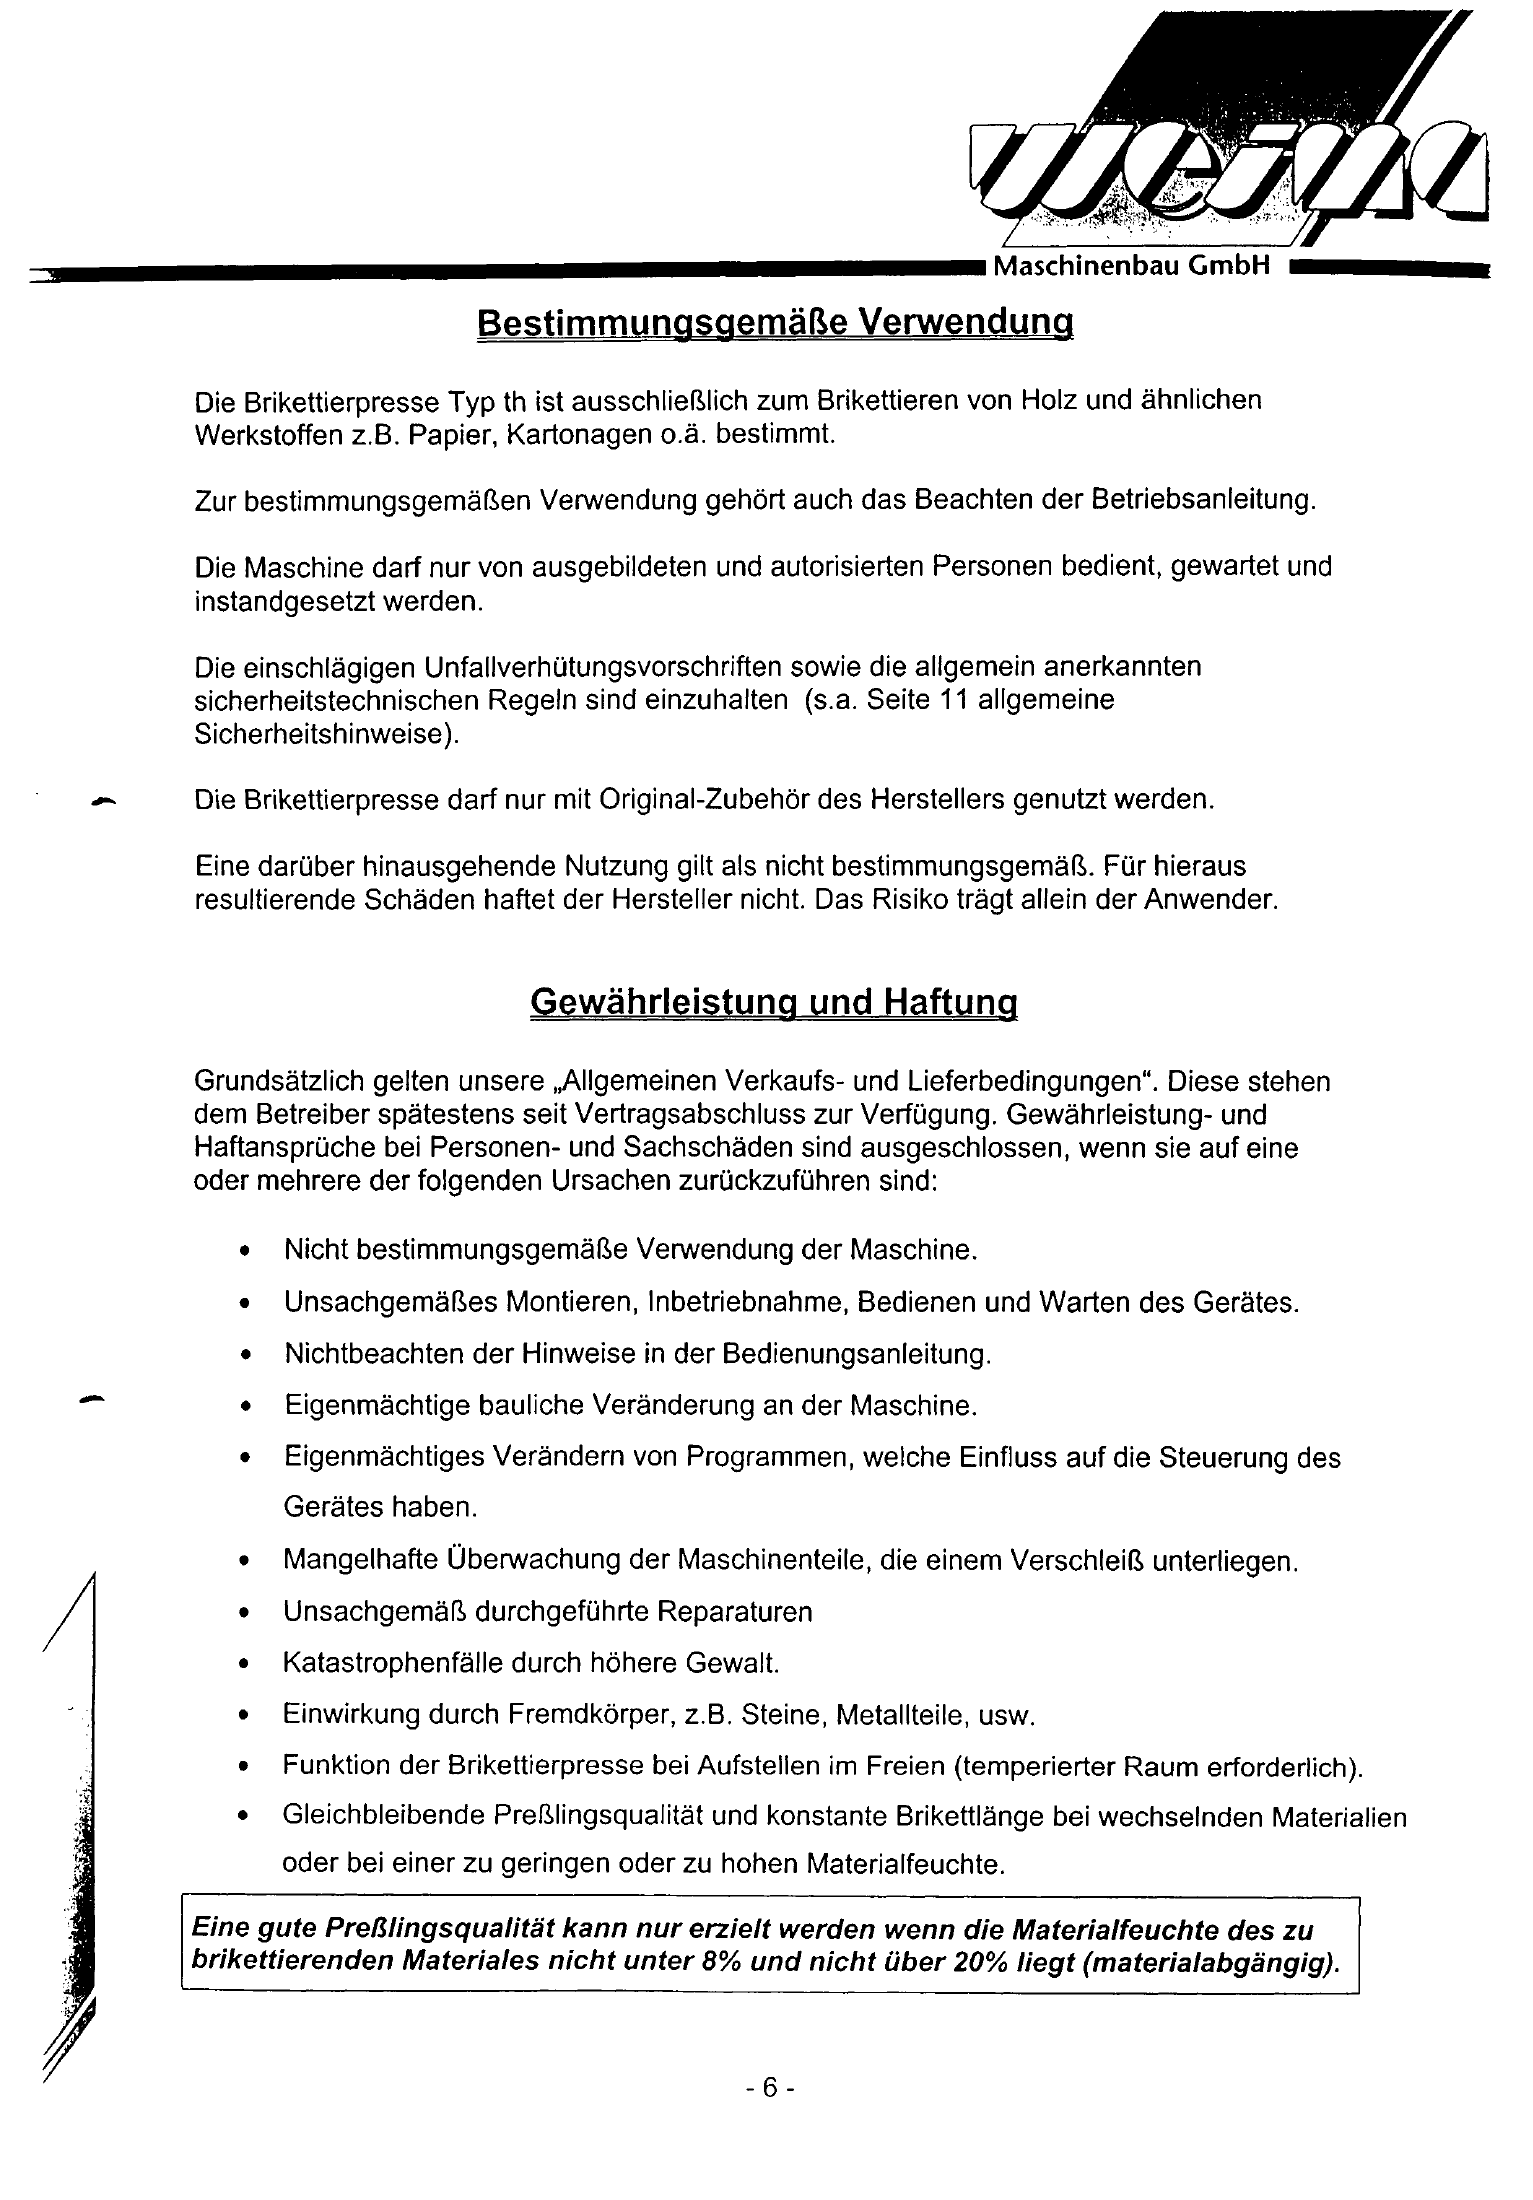 weima
Maschinenbau GmbH
Bestimmungsgemäße Verwendung
Die Brikettierpresse Typ th ist ausschließlich zum Brikettieren von Holz und ähnlichen
Werkstoffen z.B. Papier, Kartonagen o.ä. bestimmt.
Zur bestimmungsgemäßen Verwendung gehört auch das Beachten der Betriebsanleitung.
Die Maschine darf nur von ausgebildeten und autorisierten Personen bedient, gewartet und
instandgesetzt werden.
Die einschlägigen Unfallverhütungsvorschriften sowie die allgemein anerkannten
sicherheitstechnischen Regeln sind einzuhalten (s.a. Seite 11 allgemeine
Sicherheitshinweise).
Die Brikettierpresse darf nur mit Original-Zubehör des Herstellers genutzt werden.
Eine darüber hinausgehende Nutzung gilt als nicht bestimmungsgemäß. Für hieraus
resultierende Schäden haftet der Hersteller nicht. Das Risiko trägt allein der Anwender.
Gewährleistung und Haftung
Grundsätzlich gelten unsere „Allgemeinen Verkaufs- und Lieferbedingungen“. Diese stehen
dem Betreiber spätestens seit Vertragsabschluss zur Verfügung. Gewährleistung- und
Haftansprüche bei Personen- und Sachschäden sind ausgeschlossen, wenn sie auf eine
oder mehrere der folgenden Ursachen zurückzuführen sind:
• Nicht bestimmungsgemäße Verwendung der Maschine.
• Unsachgemäßes Montieren, Inbetriebnahme, Bedienen und Warten des Gerätes.
• Nichtbeachten der Hinweise in der Bedienungsanleitung.
• Eigenmächtige bauliche Veränderung an der Maschine.
• Eigenmächtiges Verändern von Programmen, welche Einfluss auf die Steuerung des
Gerätes haben.
• Mangelhafte Überwachung der Maschinenteile, die einem Verschleiß unterliegen.
• Unsachgemäß durchgeführte Reparaturen
• Katastrophenfälle durch höhere Gewalt.
• Einwirkung durch Fremdkörper, z.B. Steine, Metallteile, usw.
• Funktion der Brikettierpresse bei Aufstellen im Freien (temperierter Raum erforderlich).
• Gleichbleibende Preßlingsqualität und konstante Brikettlänge bei wechselnden Materialien
oder bei einer zu geringen oder zu hohen Materialfeuchte.
Eine gute Preßlingsqualität kann nur erzielt werden wenn die Materialfeuchte des zu
brikettierenden Materiales nicht unter 8% und nicht über 20% liegt (materialabgängig).
- 6 -